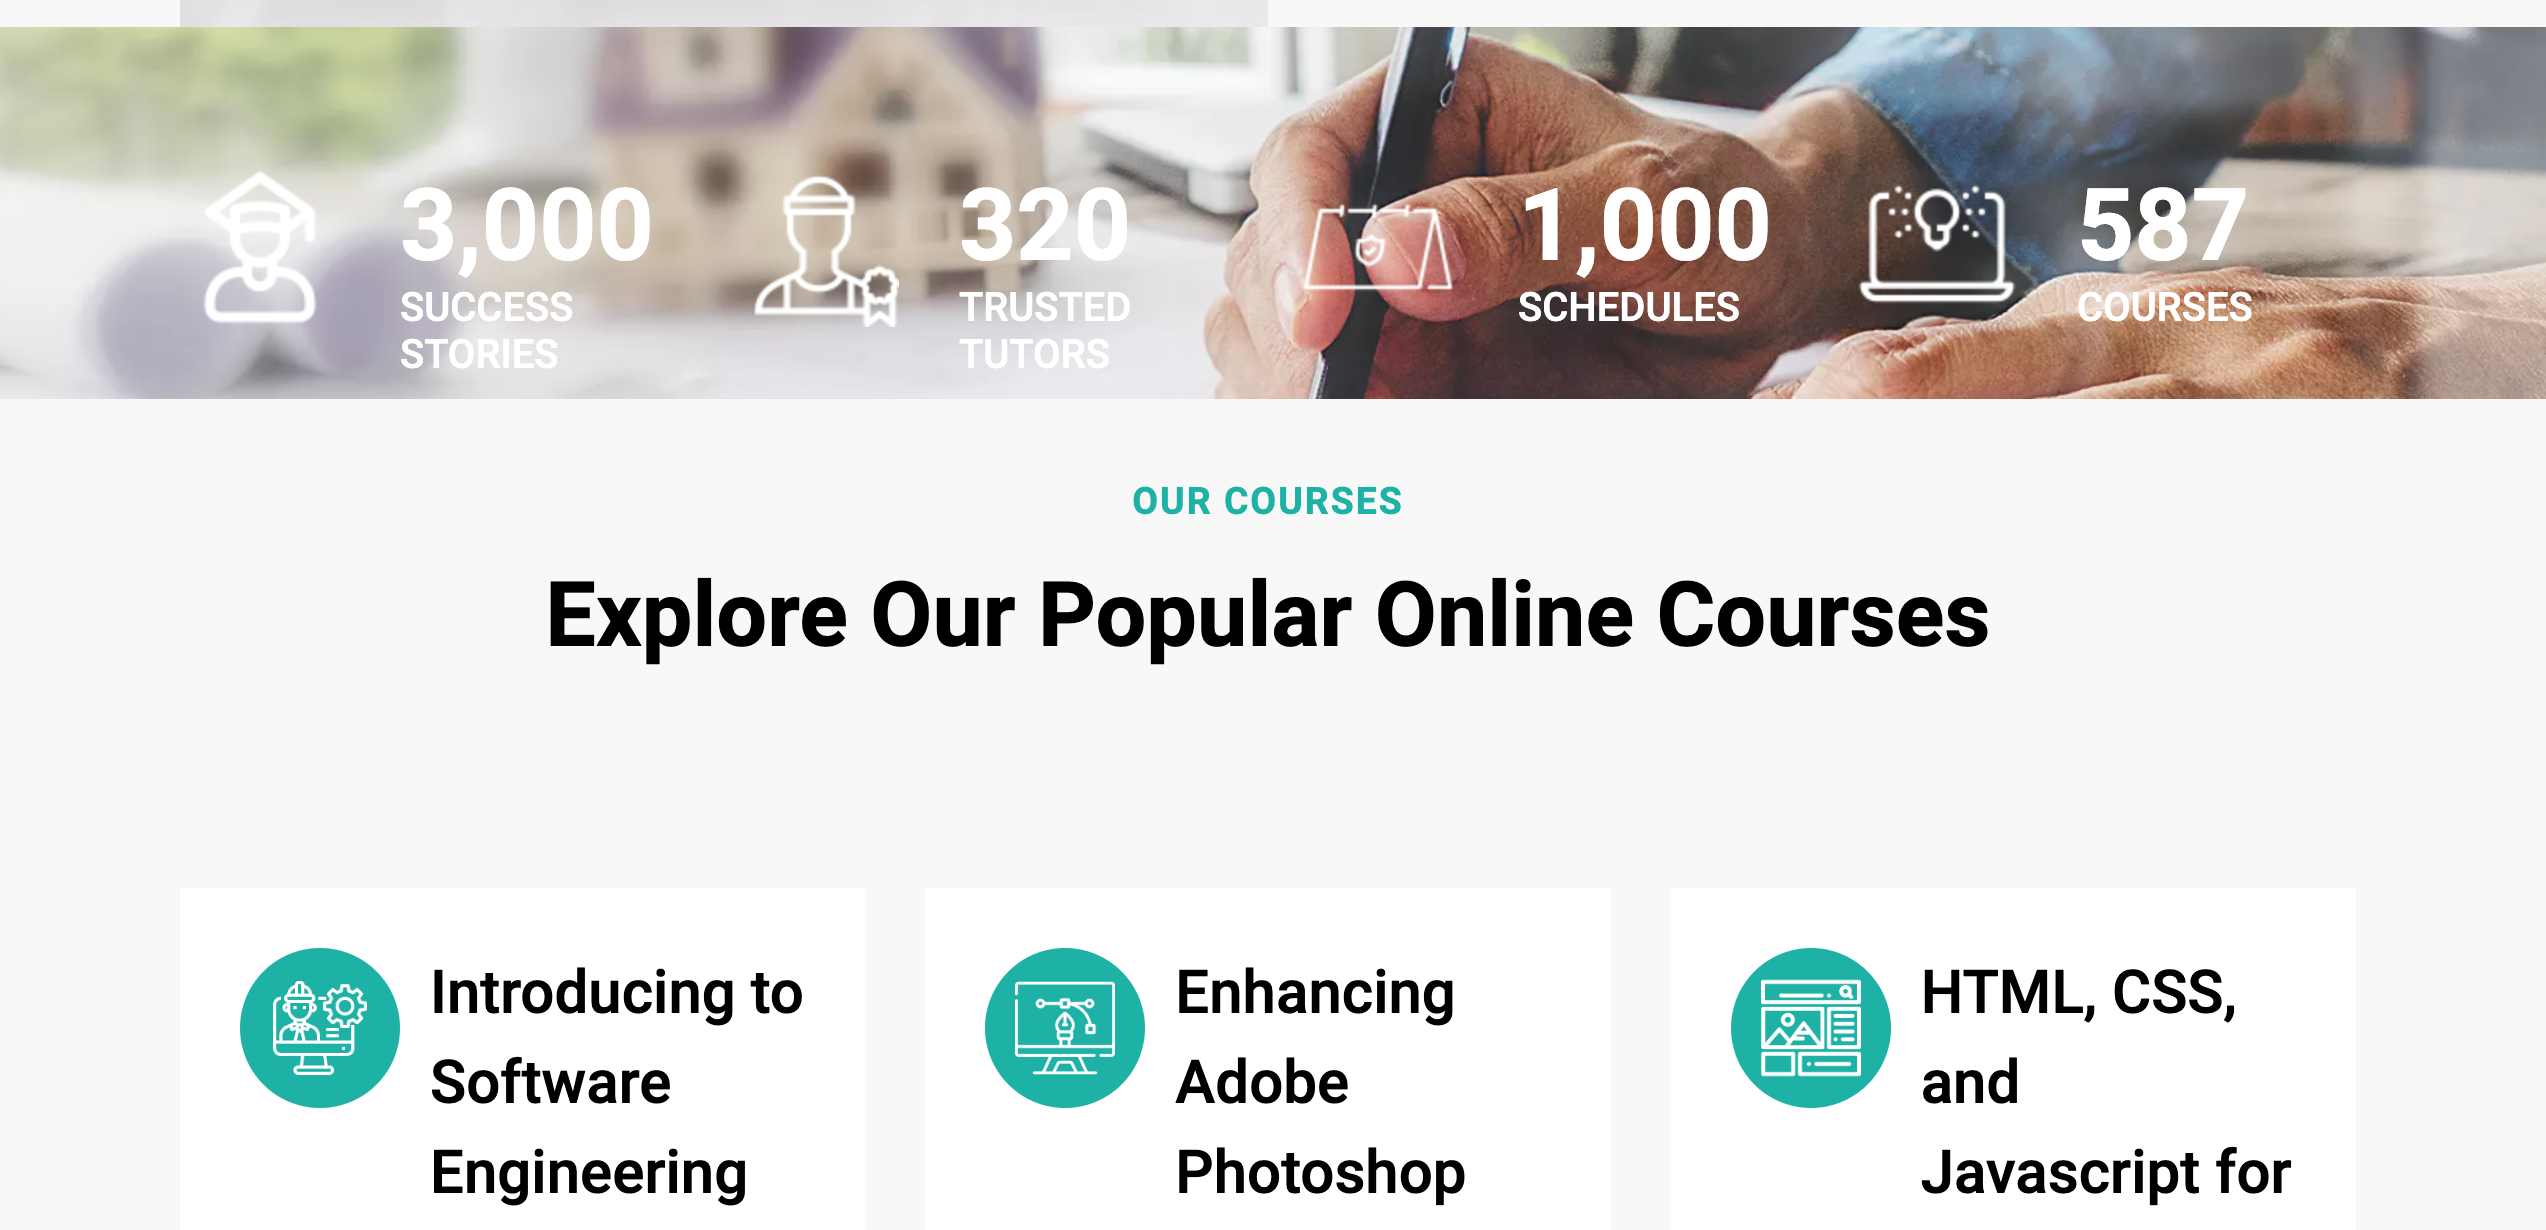 3,000
SUCCESS
STORIES
320
TRUSTED
TUTORS
1,000
SCHEDULES
587
COURSES
OUR COURSES
Explore Our Popular Online Courses
Introducing to
Software
Engineering
Enhancing
Adobe
Photoshop
HTML, CSS,
and
Javascript for